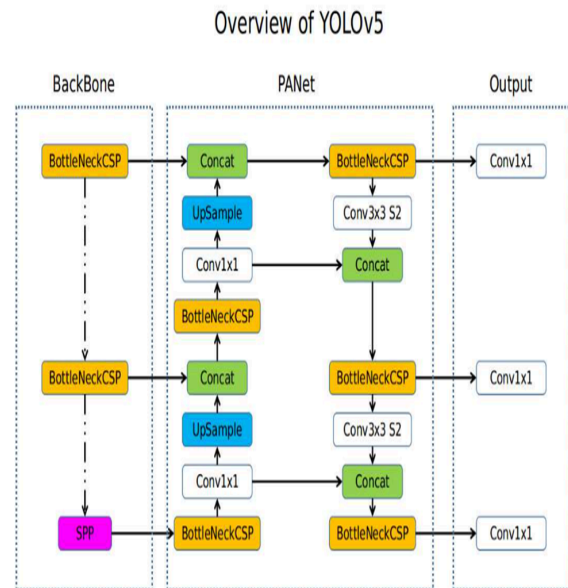 Overview of YOLOv5
BackBone
PANet
Output
BottleNeckCSP
Concat
BottleNeckCSP
Conv1x1
UpSample
Conv3x3 S2
Conv1x1
Concat
BottleNeckCSP
BottleNeckCSP
Concat
BottleNeckCSP
Conv1x1
UpSample
Conv3x3 S2
Conv1x1
Concat
SPP
BottleNeckCSP
BottleNeckCSP
Conv1x1